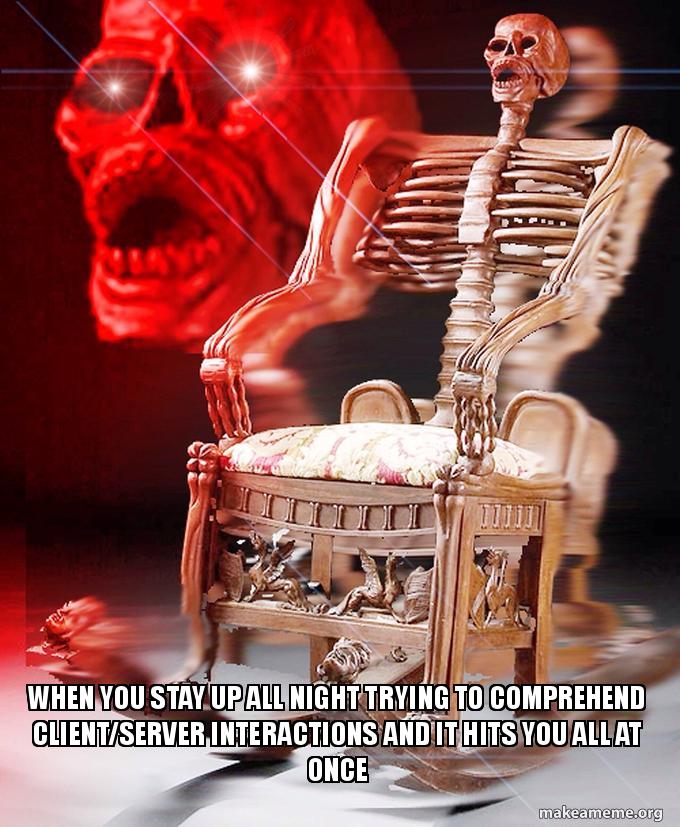 WHEN YOU STAY UP ALL NIGHT TRYING TO COMPREHEND
CLIENT/SERVER INTERACTIONS AND IT HITS YOU ALL AT
ONCE
makeameme.org